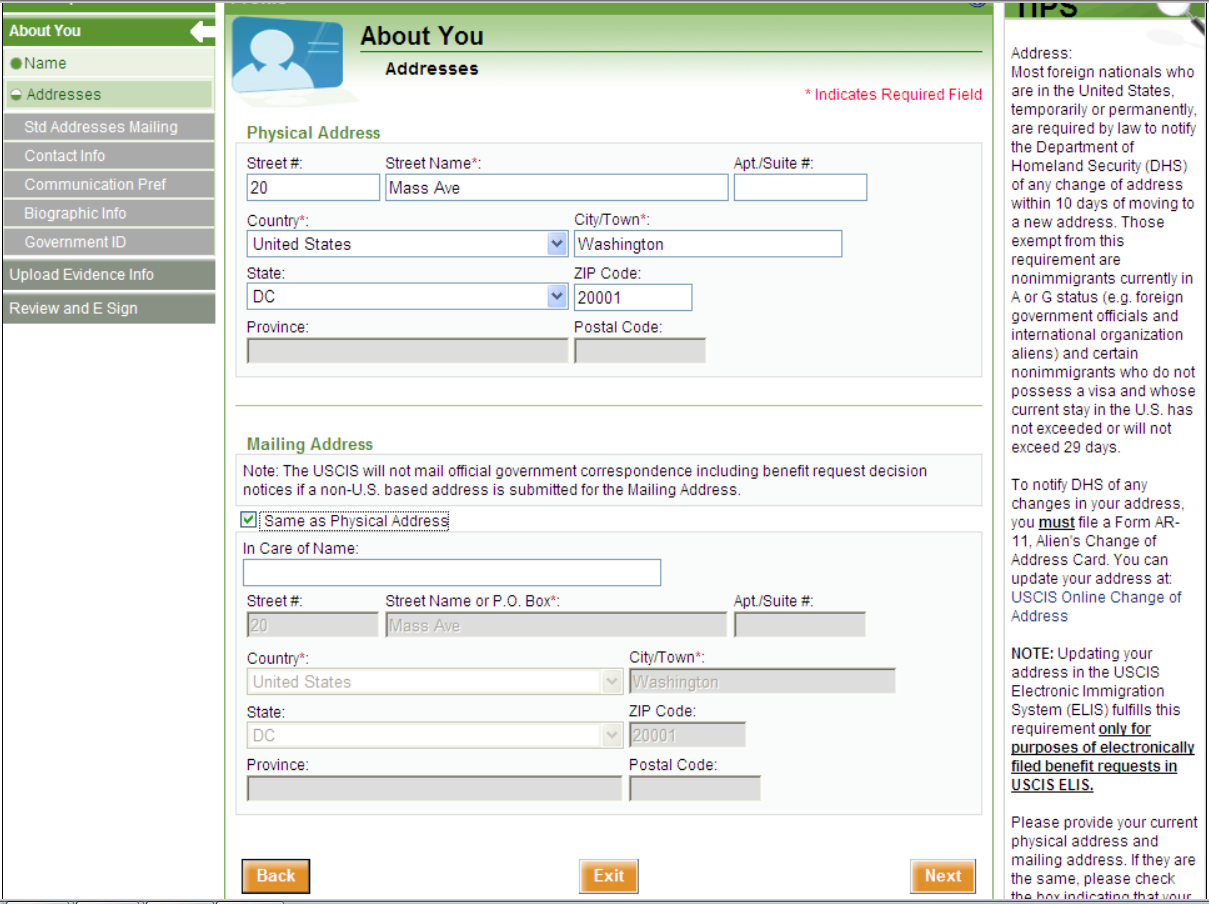 TIPS
About You
Name
Addresses
Std Addresses Mailing
Contact Info
Communication Pref
Biographic Info
Government ID
Upload Evidence Info
Review and E Sign
About You
Addresses
* Indicates Required Field
Physical Address
Street #: Street Name*: Apt./Suite #:
20 Mass Ave
Country*: City/Town*:
United States Washington
State: ZIP Code:
DC 20001
Province: Postal Code:
Mailing Address
Note: The USCIS will not mail official government correspondence including benefit request decision
notices if a non-U.S. based address is submitted for the Mailing Address.
Same as Physical Address
In Care of Name:
Street #: Street Name or P.O. Box*: Apt./Suite #:
20 Mass Ave
Country*: City/Town*:
United States Washington
State: ZIP Code:
DC 20001
Province: Postal Code:
Back Exit Next
Address:
Most foreign nationals who
are in the United States,
temporarily or permanently,
are required by law to notify
the Department of
Homeland Security (DHS)
of any change of address
within 10 days of moving to
a new address. Those
exempt from this
requirement are
nonimmigrants currently in
A or G status (e.g. foreign
government officials and
international organization
aliens) and certain
nonimmigrants who do not
possess a visa and whose
current stay in the U.S. has
not exceeded or will not
exceed 29 days.
To notify DHS of any
changes in your address,
you must file a Form AR-
11, Alien's Change of
Address Card. You can
update your address at:
USCIS Online Change of
Address
NOTE: Updating your
address in the USCIS
Electronic Immigration
System (ELIS) fulfills this
requirement only for
purposes of electronically
filed benefit requests in
USCIS ELIS.
Please provide your current
physical address and
mailing address. If they are
the same, please check
the box indicating that your